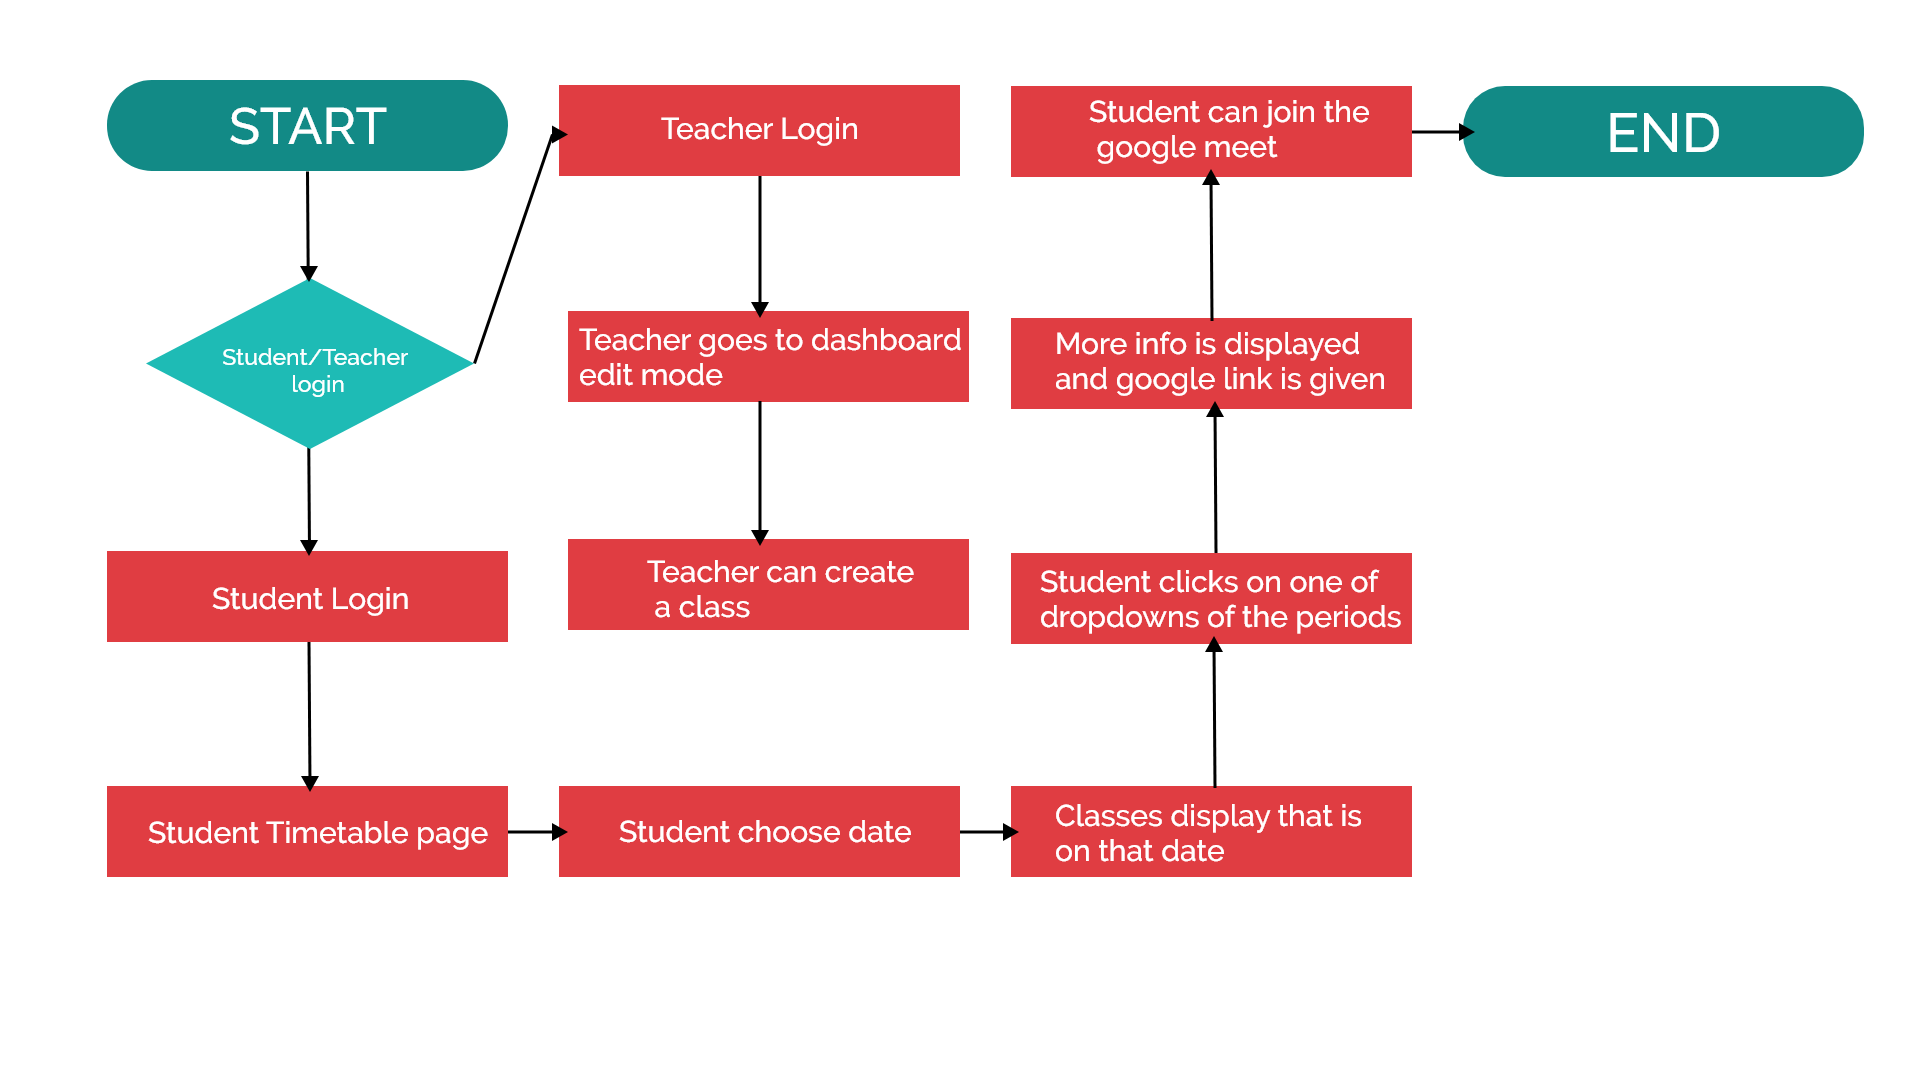 START
Student/Teacher
login
Student Login
Student Timetable page
Teacher Login
Teacher goes to dashboard
edit mode
Teacher can create
a class
Student choose date
Classes display that is
on that date
Student clicks on one of
dropdowns of the periods
More info is displayed
and google link is given
Student can join the
google meet
END